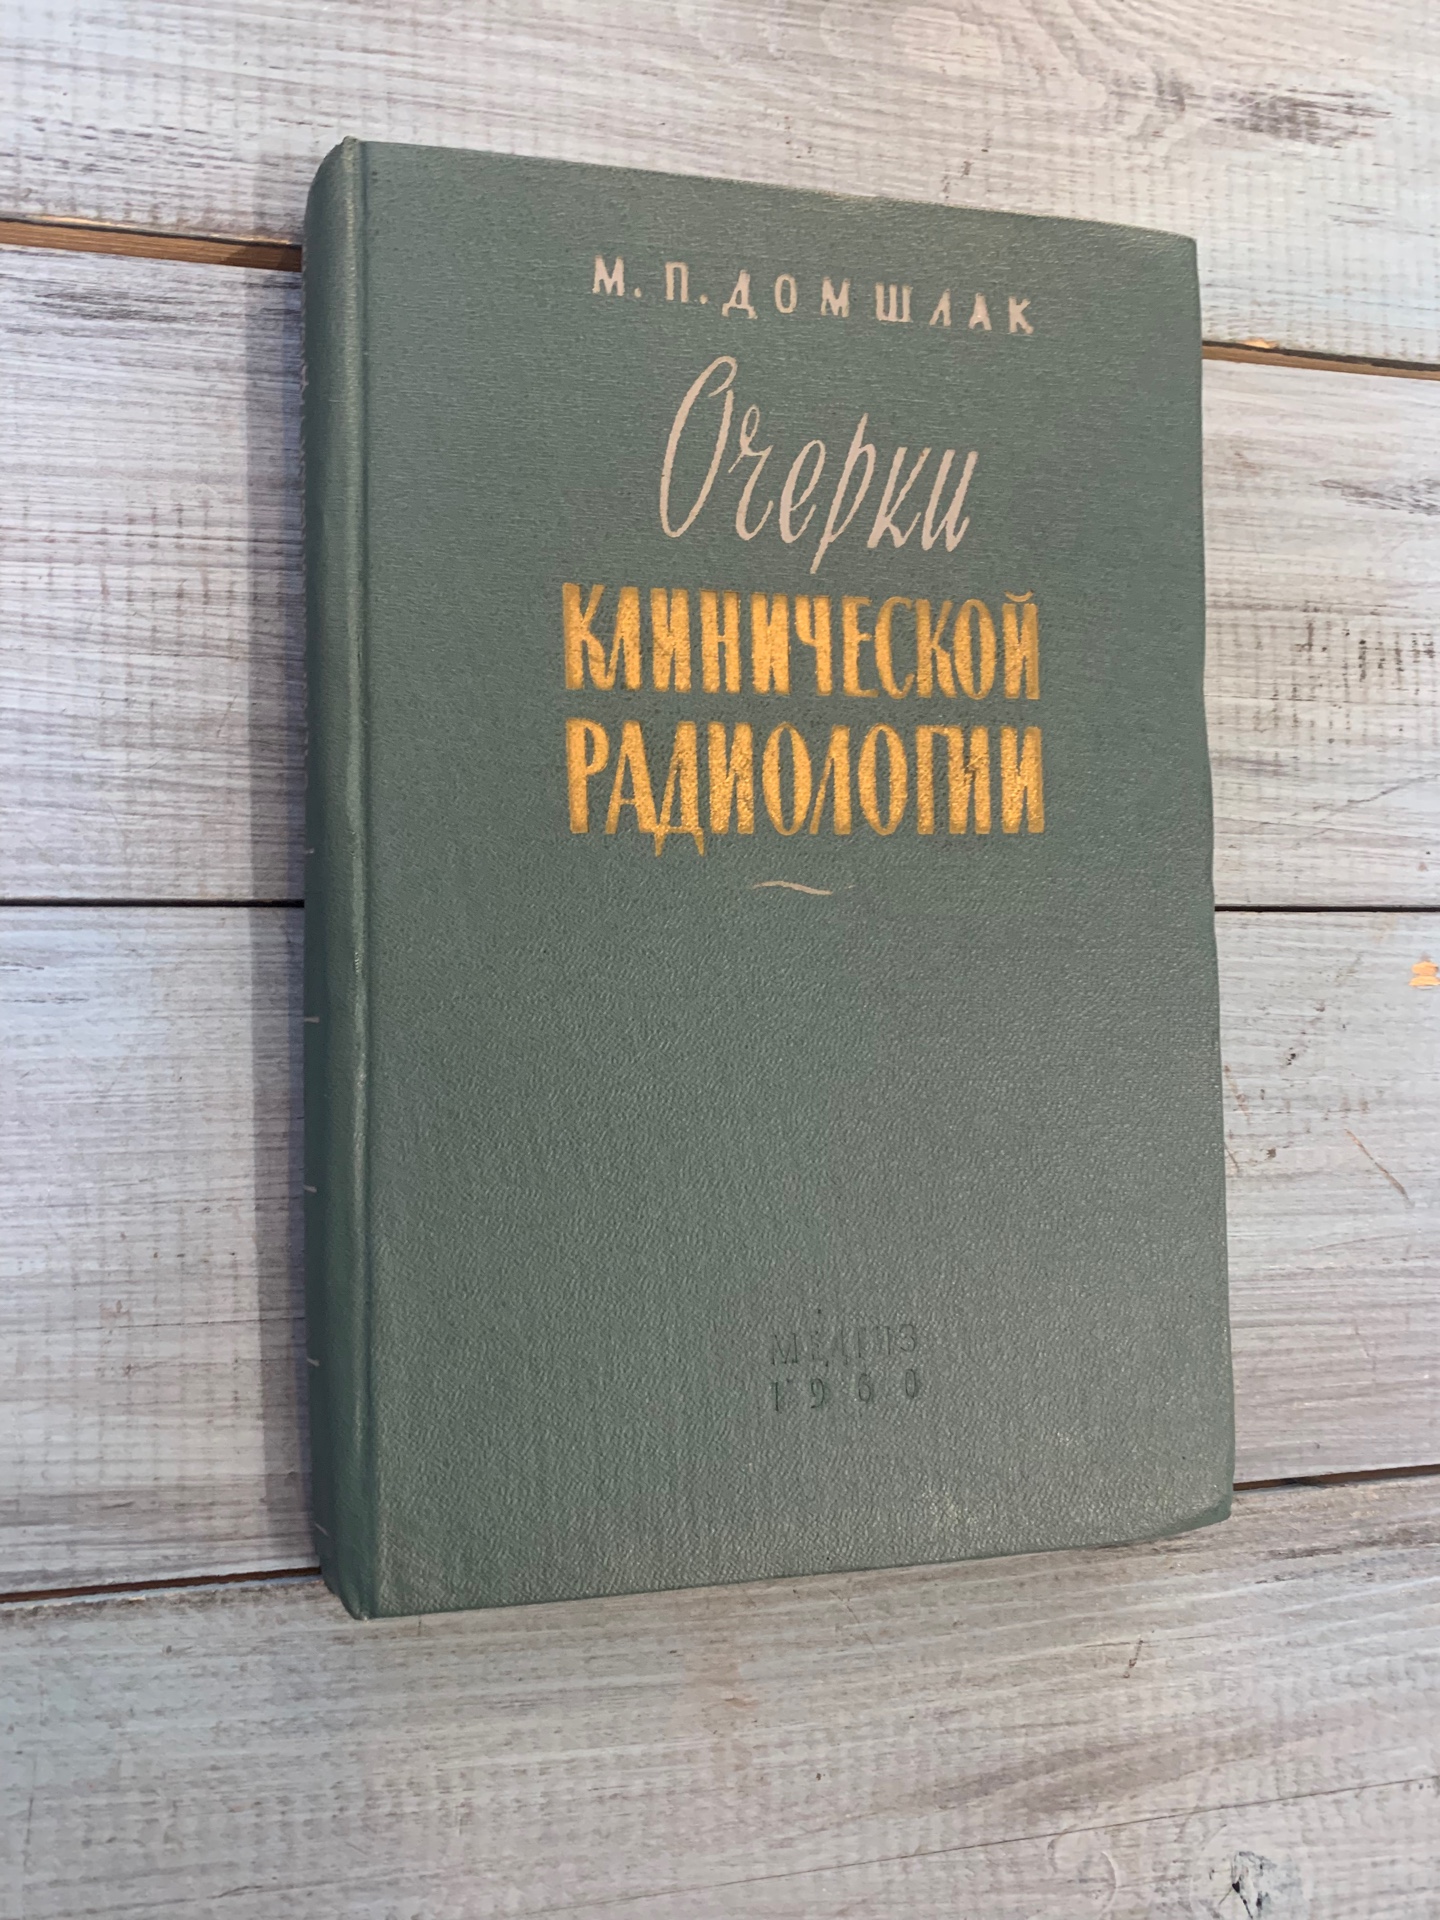 М. П. ДОМШЛАК
Очерки
КЛИНИЧЕСКОЙ
РАДИОЛОГИИ
МЕДГИЗ
1960